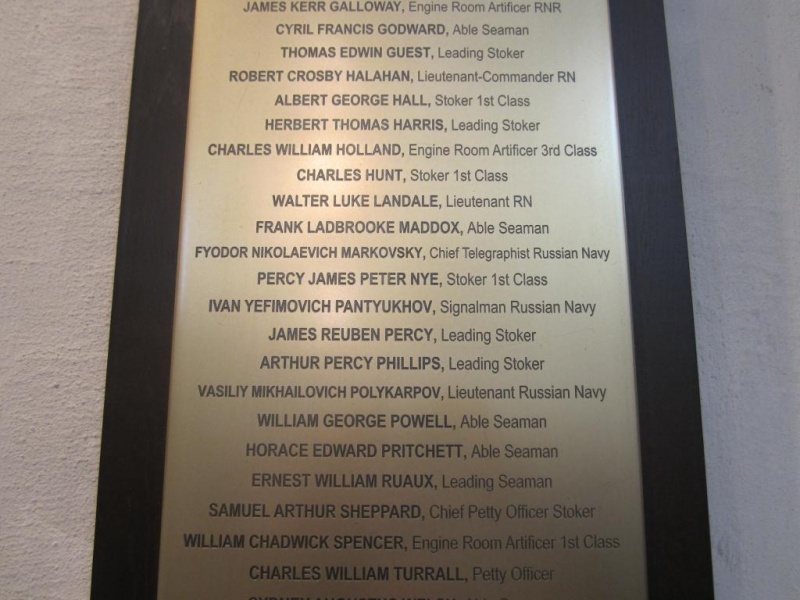 JAMES KERR GALLOWAY, Engine Room Artificer RNR
CYRIL FRANCIS GODWARD, Able Seaman
THOMAS EDWIN GUEST, Leading Stoker
ROBERT CROSBY HALAHAN, Lieutenant-Commander RN
ALBERT GEORGE HALL, Stoker 1st Class
HERBERT THOMAS HARRIS, Leading Stoker
CHARLES WILLIAM HOLLAND, Engine Room Artificer 3rd Class
CHARLES HUNT, Stoker 1st Class
WALTER LUKE LANDALE, Lieutenant RN
FRANK LADBROOKE MADDOX, Able Seaman
FYODOR NIKOLAEVICH MARKOVSKY, Chief Telegraphist Russian Navy
PERCY JAMES PETER NYE, Stoker 1st Class
IVAN YEFIMOVICH PANTYUKHOV, Signalman Russian Navy
JAMES REUBEN PERCY, Leading Stoker
ARTHUR PERCY PHILLIPS, Leading Stoker
VASILIY MIKHAILOVICH POLYKARPOV, Lieutenant Russian Navy
WILLIAM GEORGE POWELL, Able Seaman
HORACE EDWARD PRITCHETT, Able Seaman
ERNEST WILLIAM RUAUX, Leading Seaman
SAMUEL ARTHUR SHEPPARD, Chief Petty Officer Stoker
WILLIAM CHADWICK SPENCER, Engine Room Artificer 1st Class
CHARLES WILLIAM TURRALL, Petty Officer